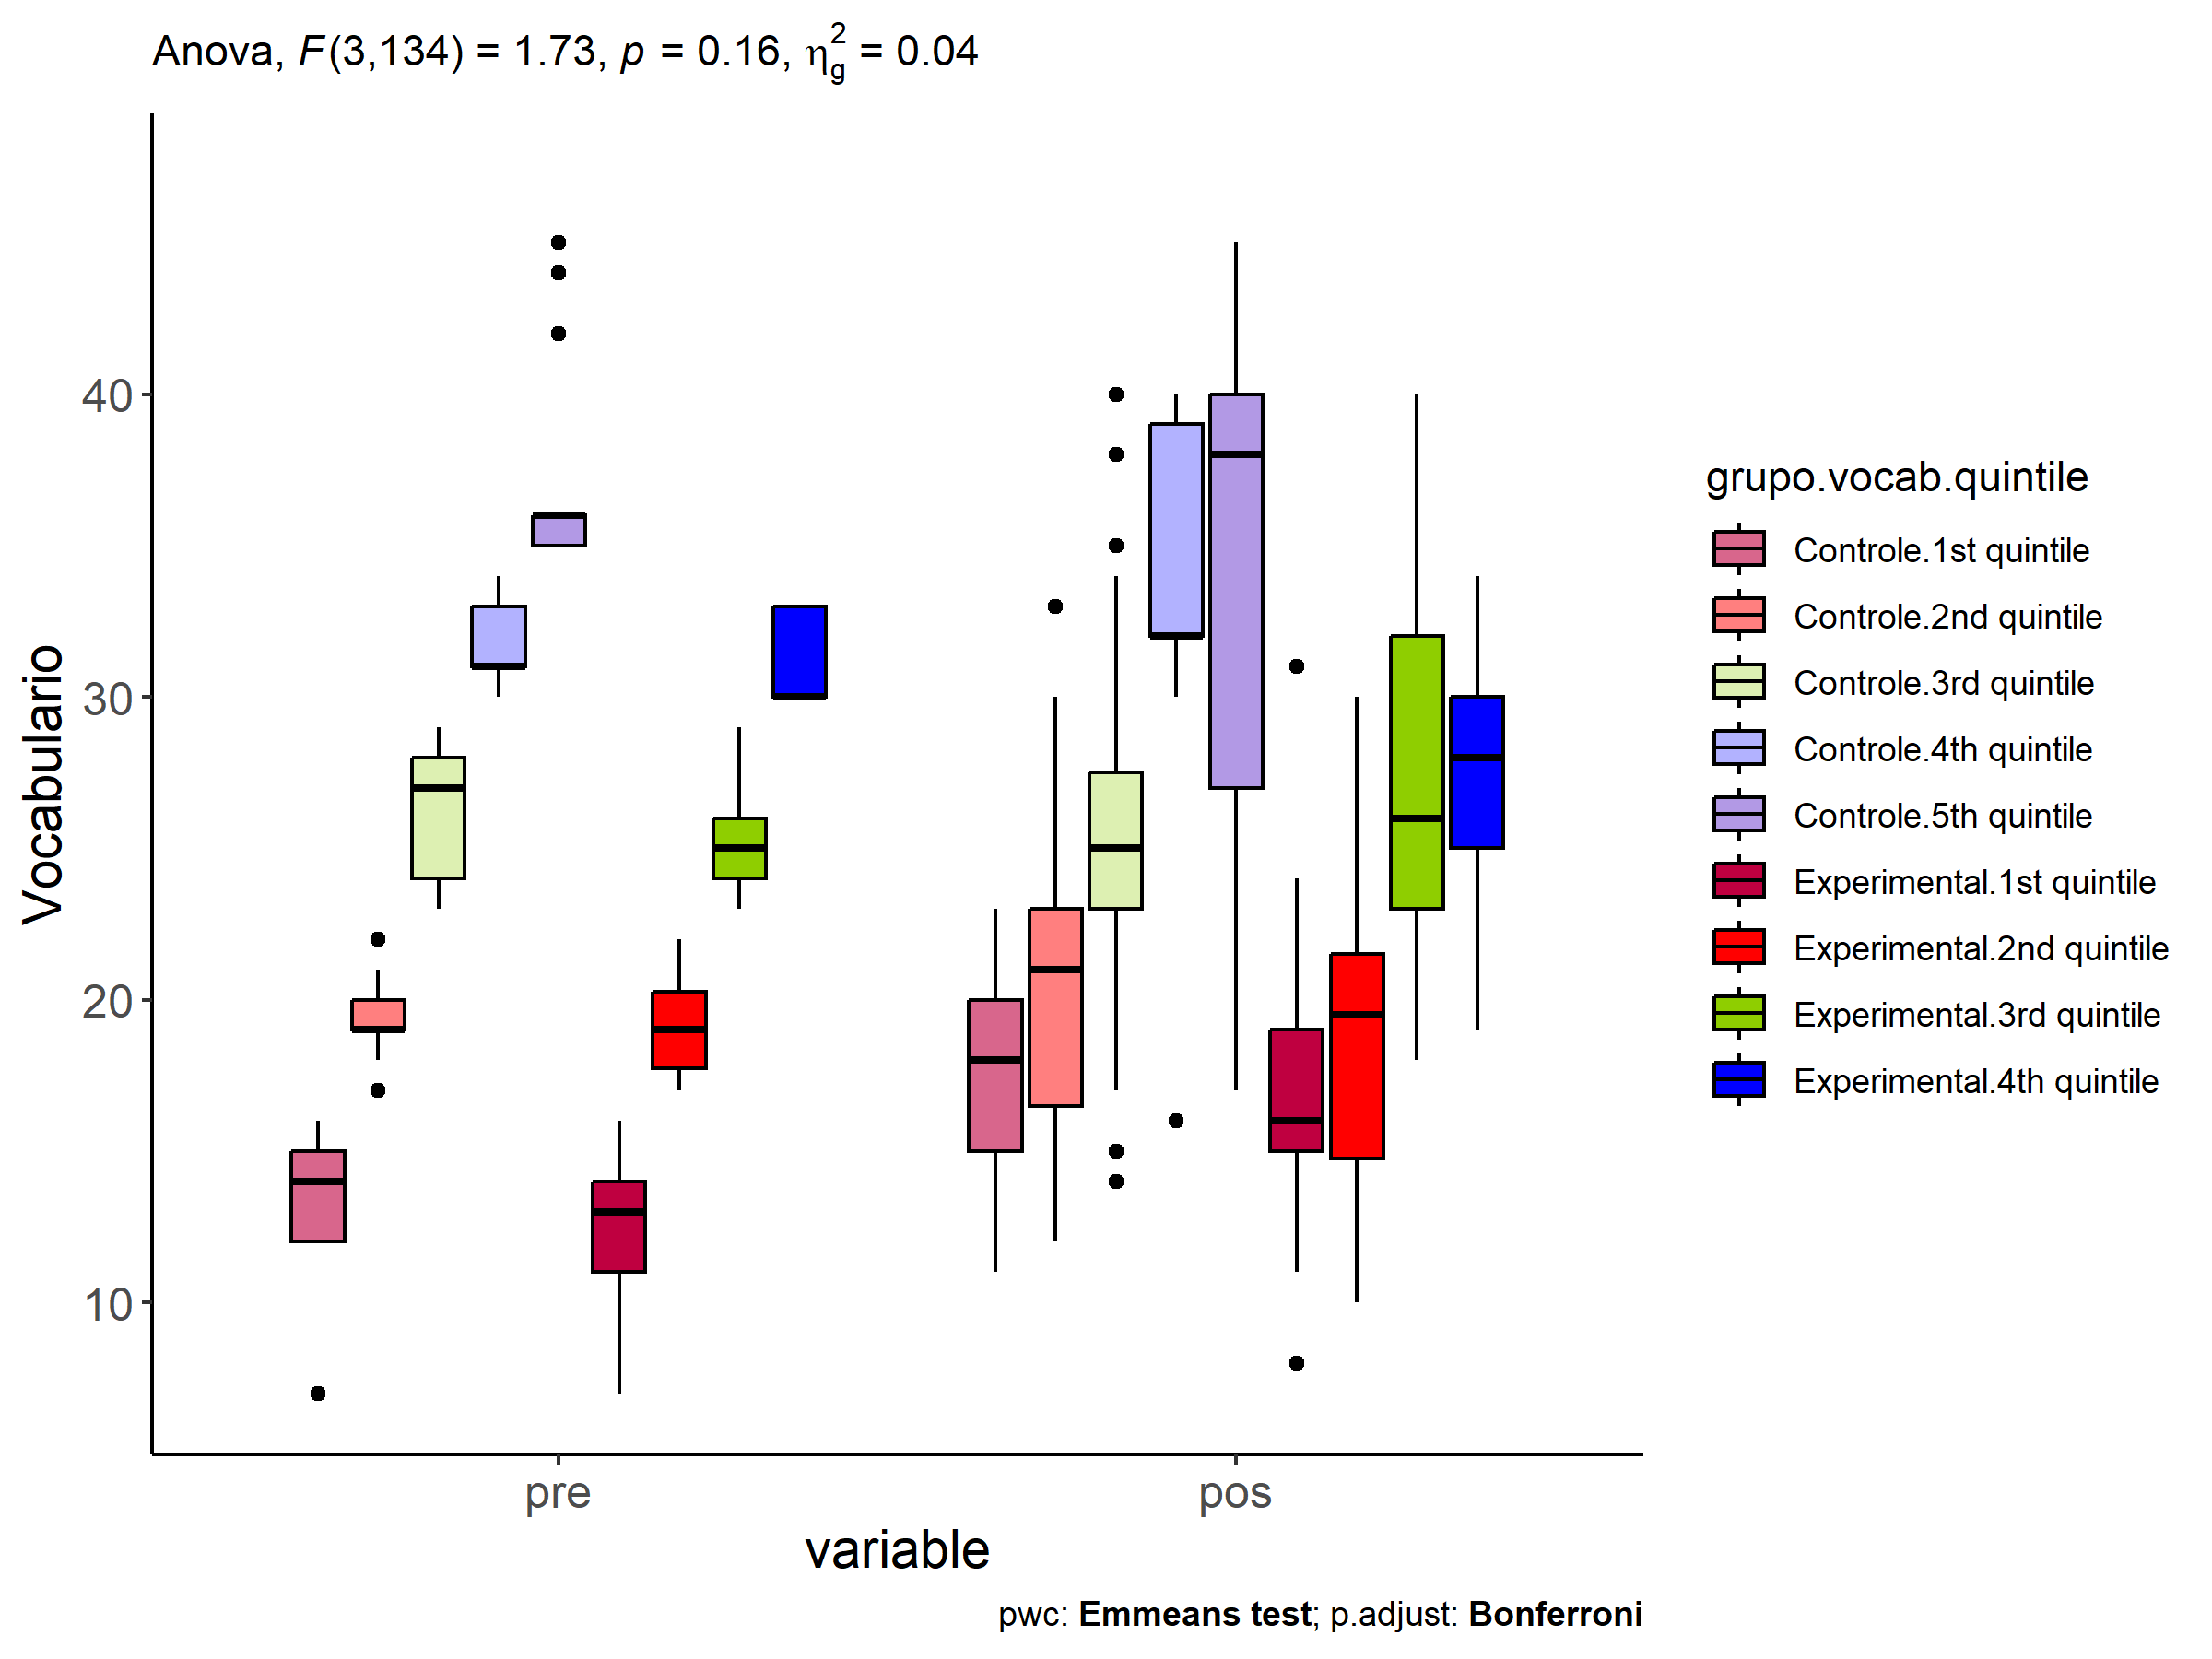 Anova, F(3,134) = 1.73, p = 0.16, η²g = 0.04
Vocabulario
40
30
20
10
pre
pos
variable
grupo.vocab.quintile
Controle.1st quintile
Controle.2nd quintile
Controle.3rd quintile
Controle.4th quintile
Controle.5th quintile
Experimental.1st quintile
Experimental.2nd quintile
Experimental.3rd quintile
Experimental.4th quintile
pwc: Emmeans test; p.adjust: Bonferroni